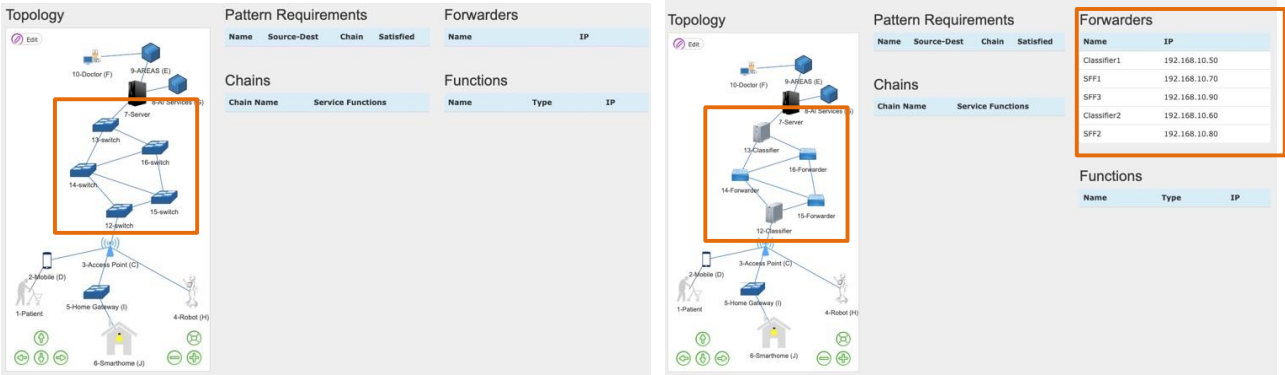 Topology
Edit
10-Doctor (F)
9-AREAS (E)
8-AI Services (G)
7-Server
13-switch
16-switch
14-switch
15-switch
12-switch
3-Access Point (C)
2-Mobile (D)
1-Patient
5-Home Gateway (I)
4-Robot (H)
6-Smarthome (J)
Pattern Requirements
Name Source-Dest Chain Satisfied
Chains
Chain Name Service Functions
Forwarders
Name IP
Functions
Name Type IP
Topology
Edit
10-Doctor (F)
9-AREAS (E)
8-AI Services (G)
7-Server
13-Classifier
16-Forwarder
14-Forwarder
15-Forwarder
12-Classifier
3-Access Point (C)
2-Mobile (D)
1-Patient
5-Home Gateway (I)
4-Robot (H)
6-Smarthome (J)
Pattern Requirements
Name Source-Dest Chain Satisfied
Chains
Chain Name Service Functions
Forwarders
Name IP
Classifier1 192.168.10.50
SFF1 192.168.10.70
SFF3 192.168.10.90
Classifier2 192.168.10.60
SFF2 192.168.10.80
Functions
Name Type IP